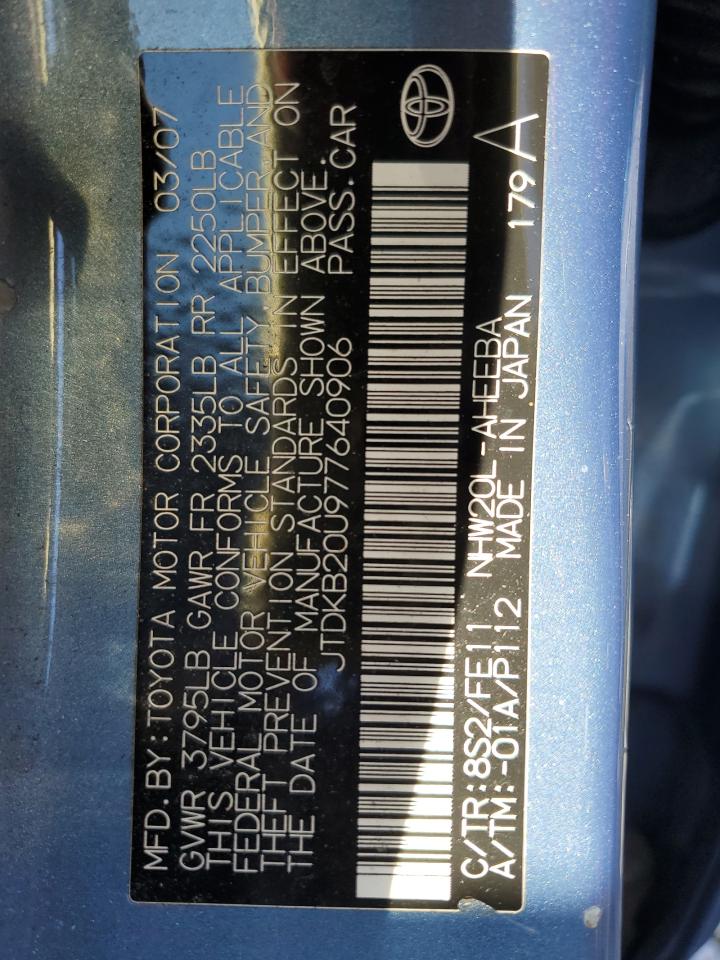 MFD.BY:TOYOTA MOTOR CORPORATION 03/07
GVWR 3795LB GAWR FR 2335LB RR 2250LB
THIS VEHICLE CONFORMS TO ALL APPLICABLE
FEDERAL MOTOR VEHICLE SAFETY BUMPER AND
THEFT PREVENTION STANDARDS IN EFFECT ON
THE DATE OF MANUFACTURE SHOWN ABOVE.
JTDKB20U977640906 PASS.CAR
C/TR:8S2/FE11 NHW20L-AHEEBA
A/TM:-01A/P112 MADE IN JAPAN 179 A